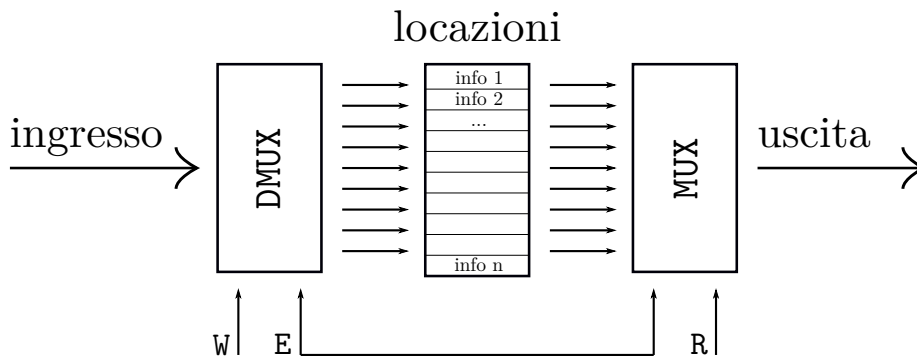 locazioni
ingresso
DMUX
info 1
info 2
...
info n
MUX
uscita
W
E
R